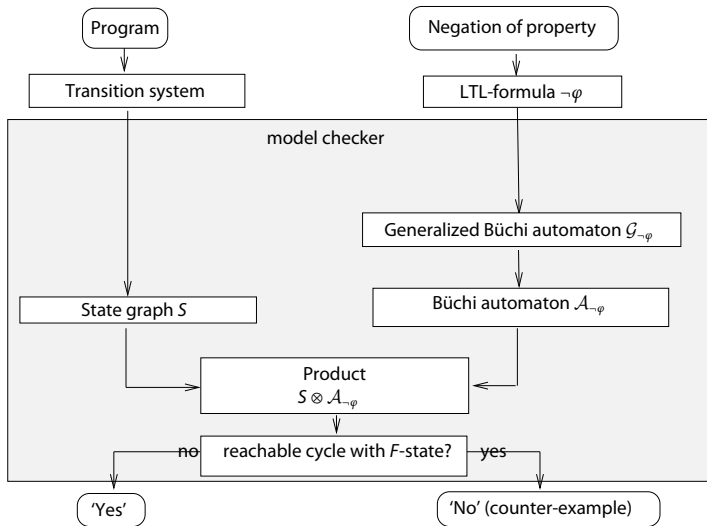 Program
Negation of property
Transition system
LTL-formula ¬φ
model checker
Generalized Büchi automaton 𝒢¬φ
State graph S
Büchi automaton 𝒜¬φ
Product
S ⊗ 𝒜¬φ
no
reachable cycle with F-state?
yes
‘Yes’
‘No’ (counter-example)